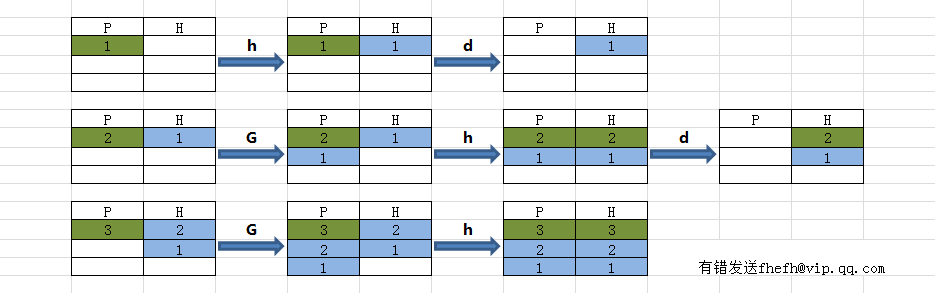 P H P H P H
1 h 1 1 d 1
P H P H P H P H
2 1 G 2 1 h 2 2 d 2
1 1 1 1
P H P H P H
3 2 G 3 2 h 3 3
1 2 1 2 2
1 1 1
有错发送fhefh@vip.qq.com